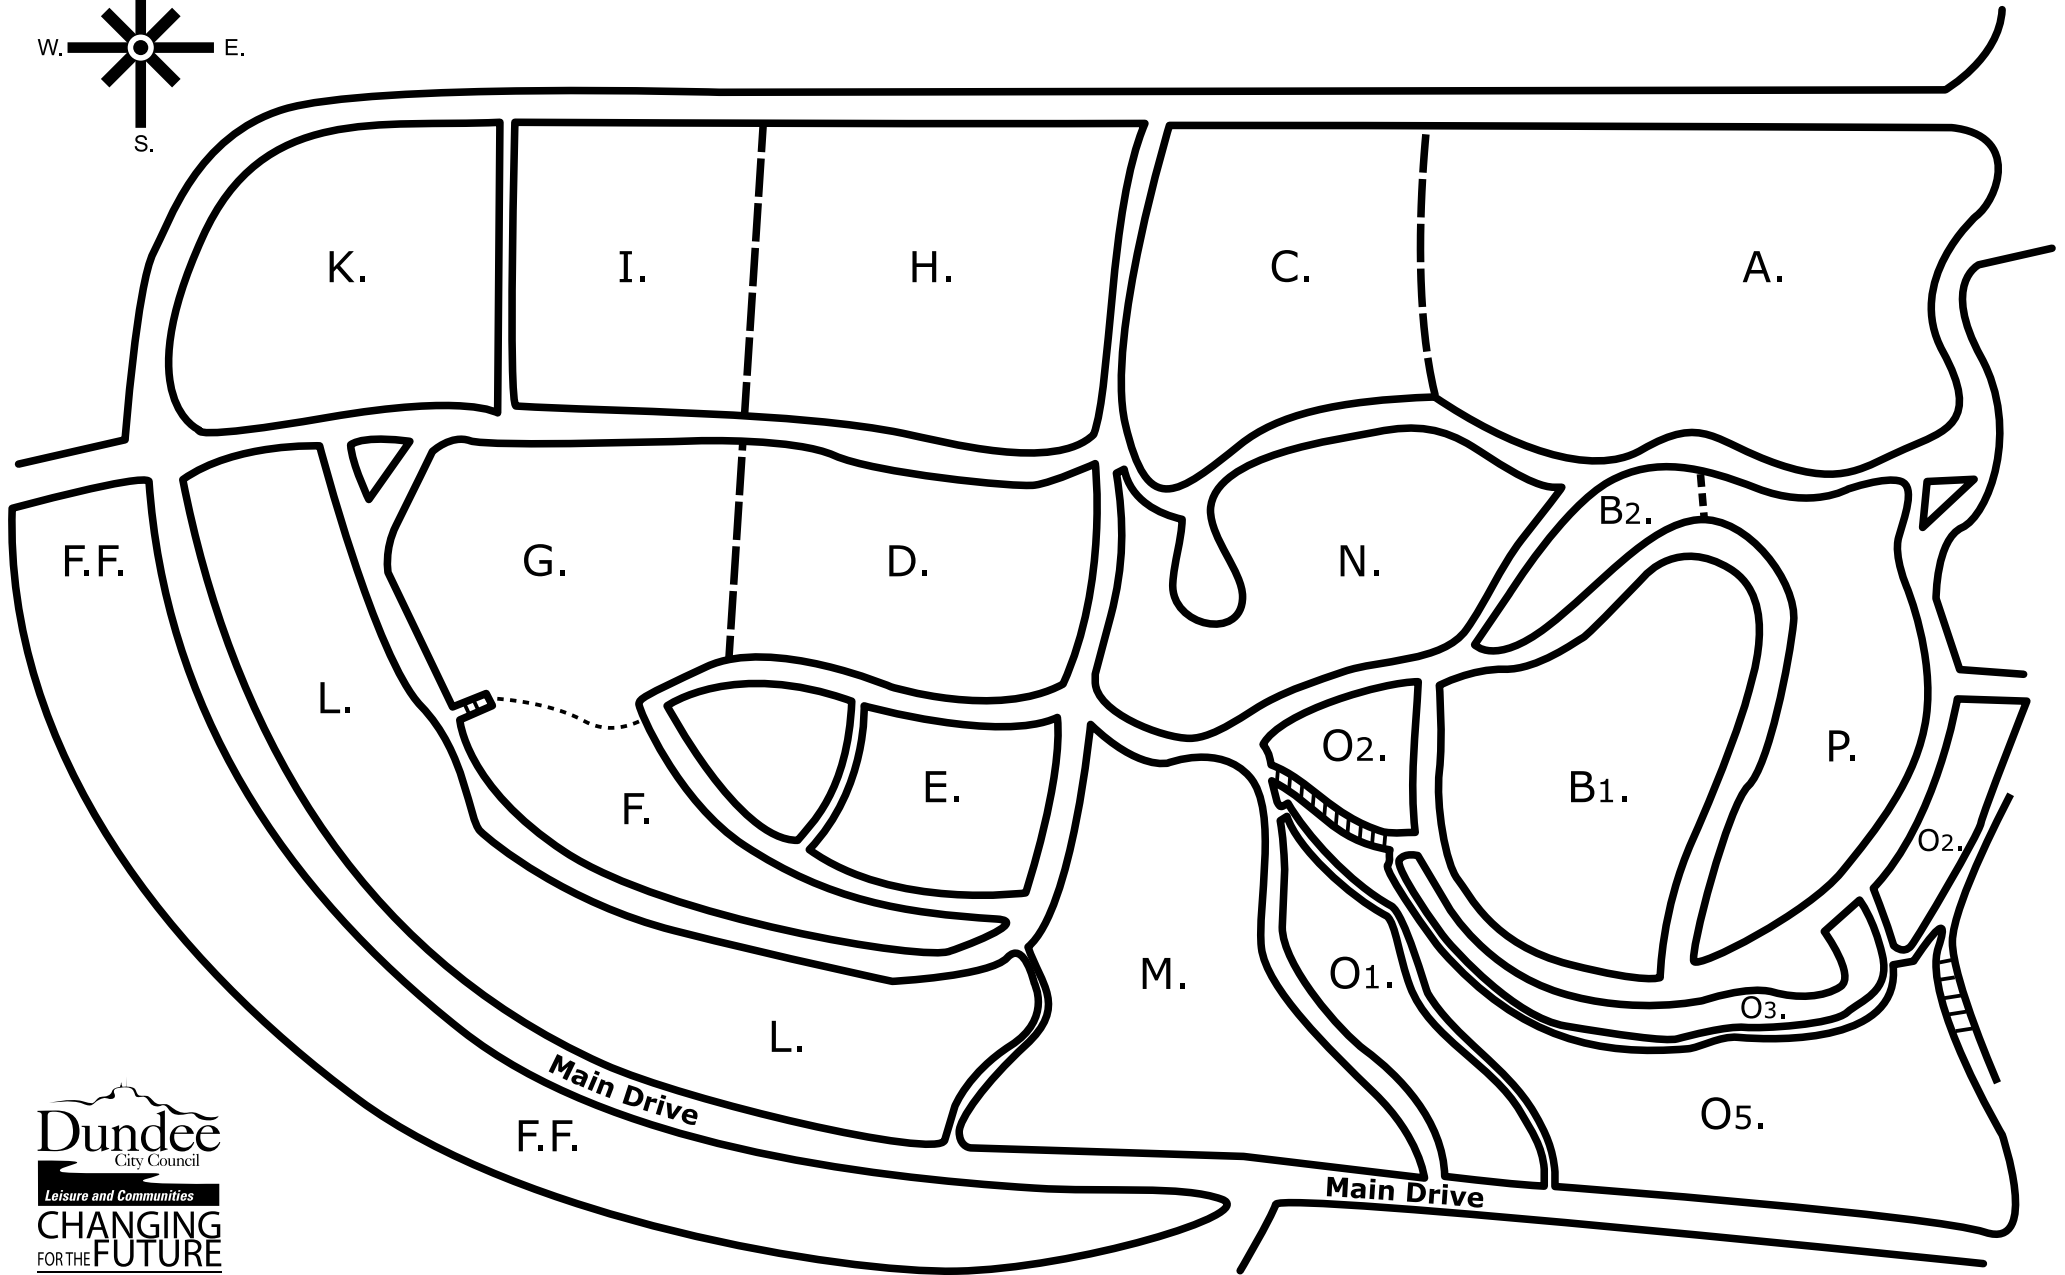 W. E.
S.
K. I. H. C. A.
F.F. G. D. N. B2.
L. F. E. O2. B1. P.
O2.
M. O1. O3.
L.
Main Drive
F.F. O5.
Main Drive
Dundee
City Council
Leisure and Communities
CHANGING
FOR THE FUTURE